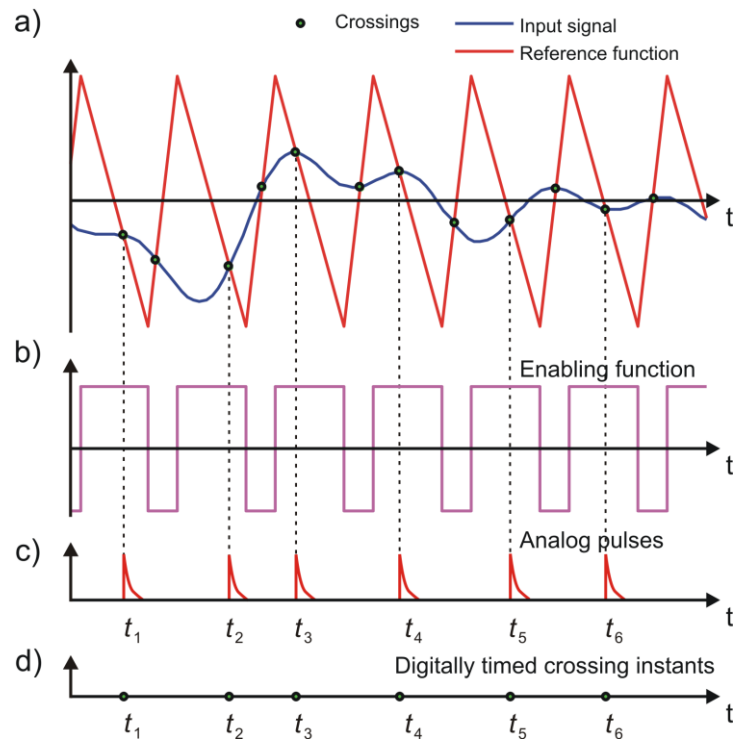 a)
Crossings
Input signal
Reference function
t
b)
Enabling function
t
c)
Analog pulses
t
t1 t2 t3 t4 t5 t6
d)
Digitally timed crossing instants
t
t1 t2 t3 t4 t5 t6